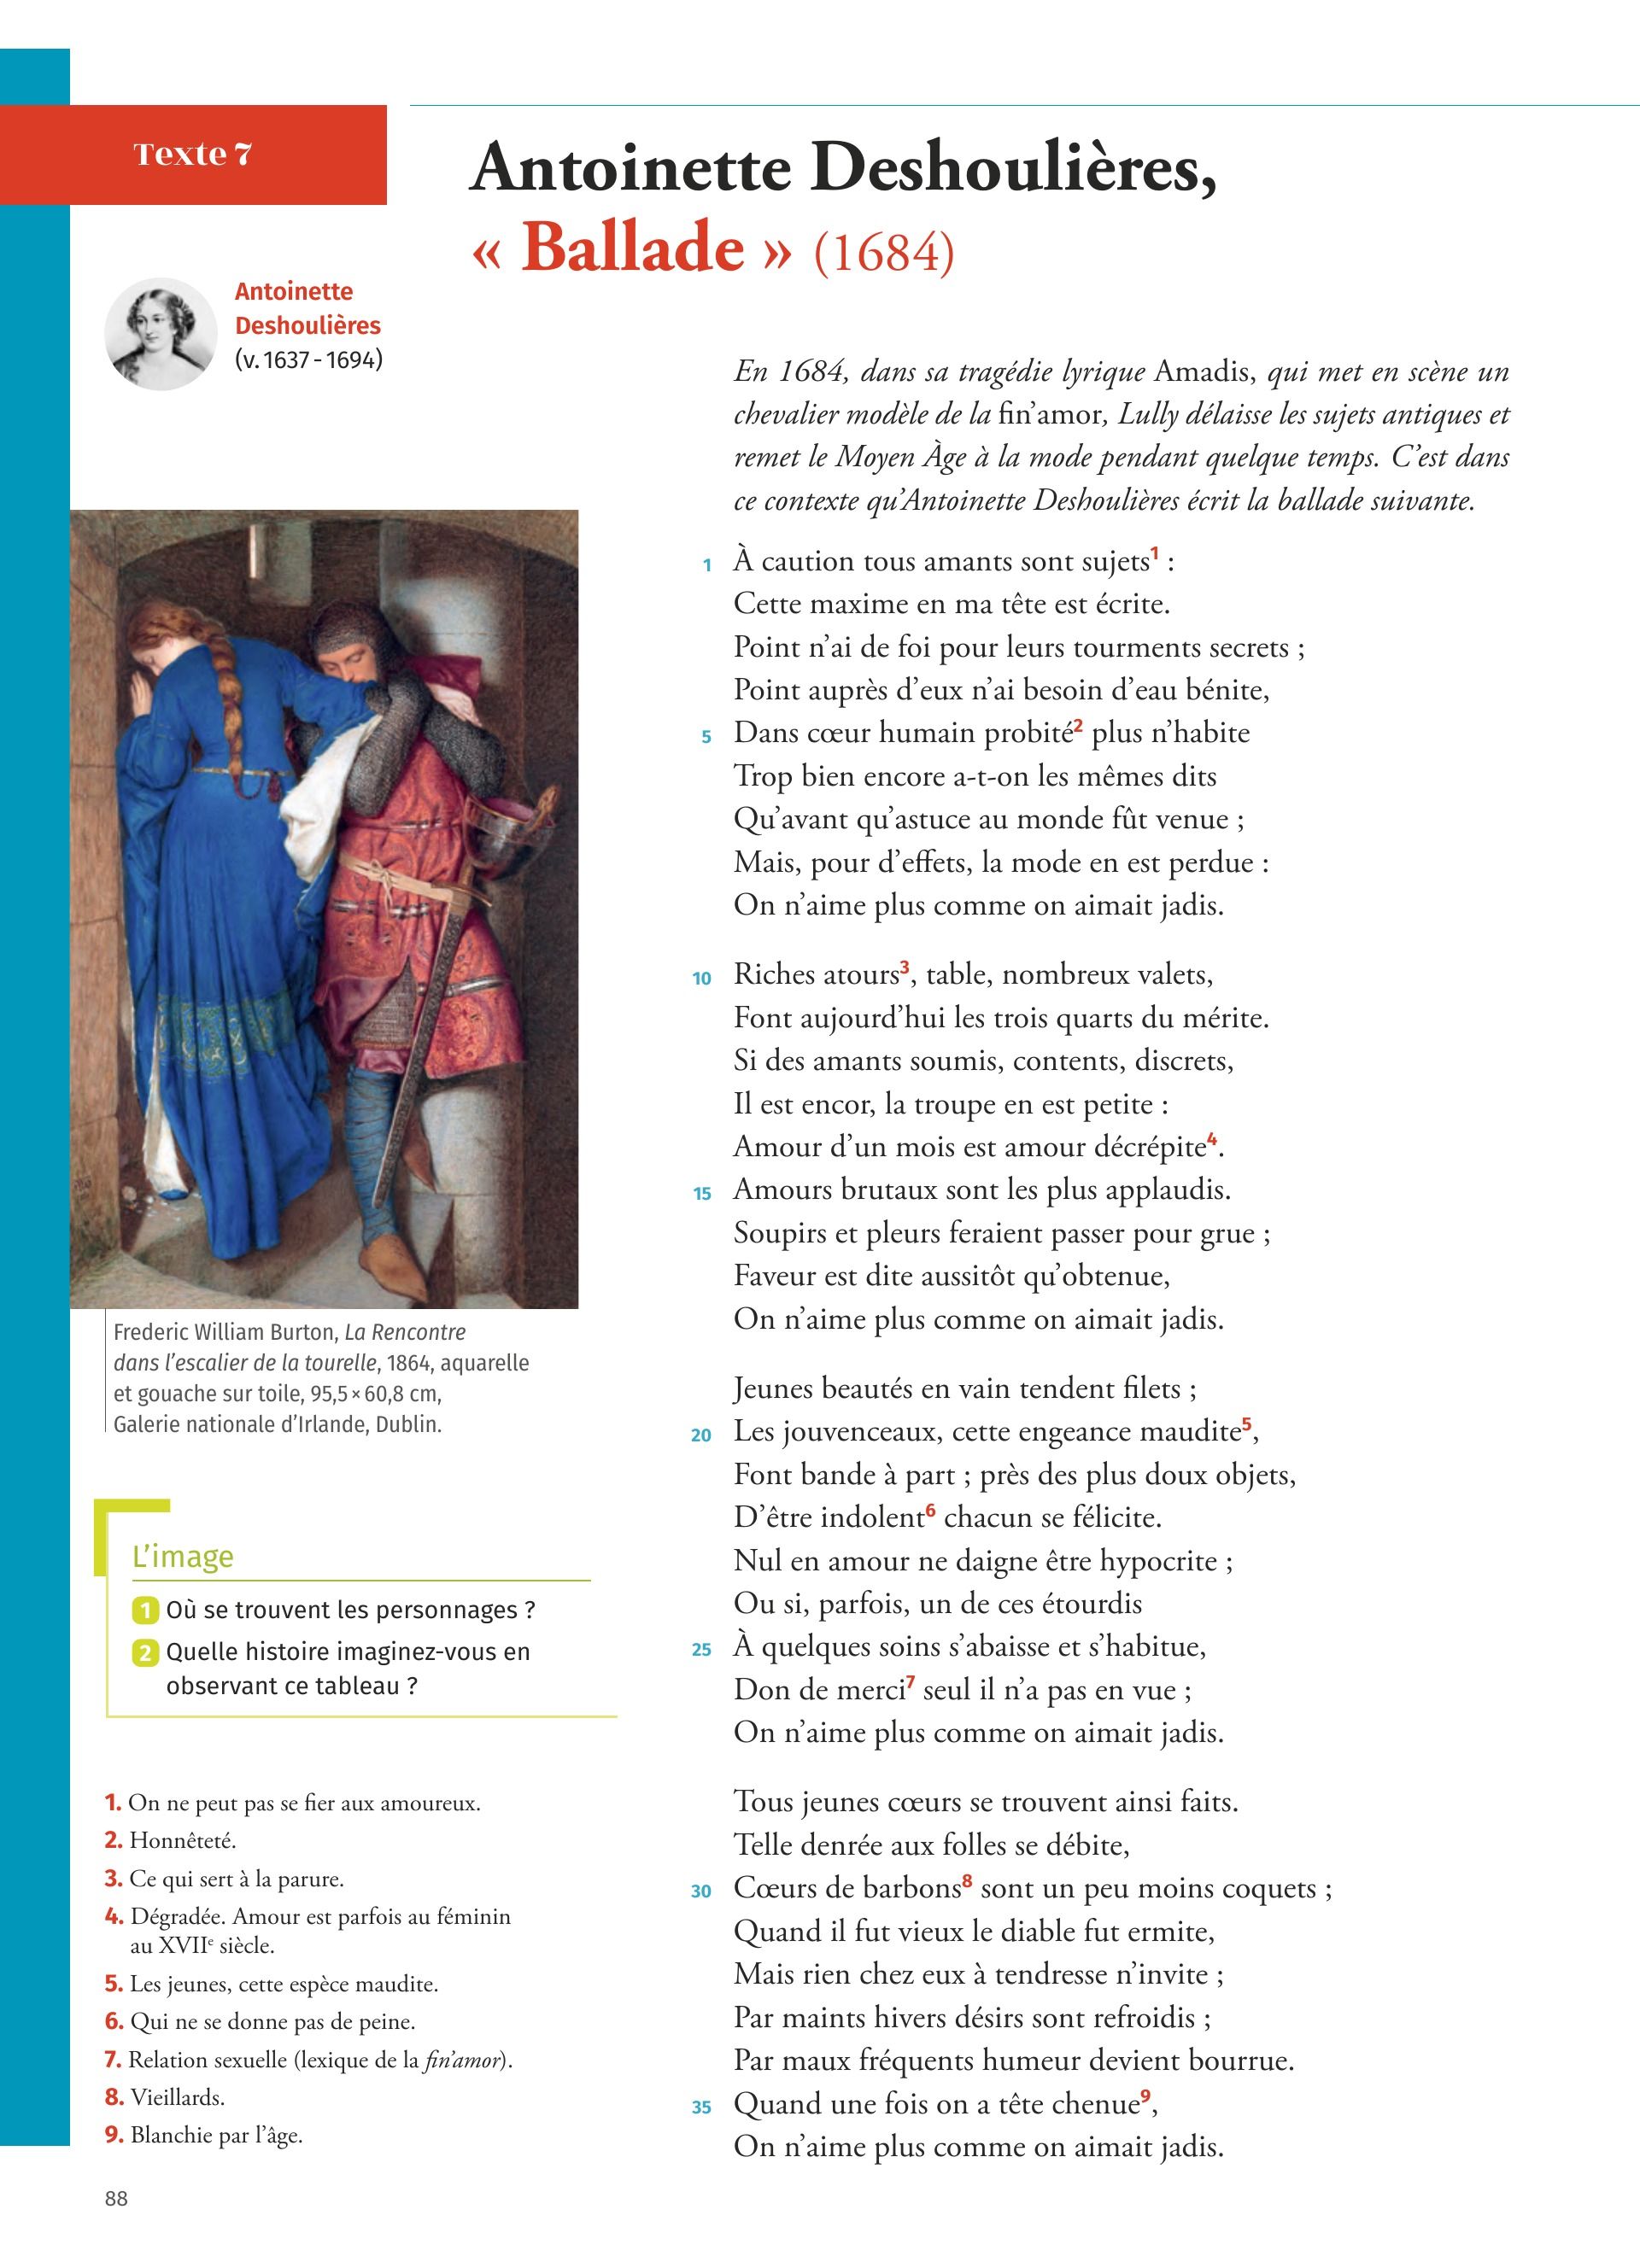 Texte 7
Antoinette Deshoulières,
« Ballade » (1684)
Antoinette
Deshoulières
(v. 1637 - 1694)
En 1684, dans sa tragédie lyrique Amadis, qui met en scène un
chevalier modèle de la fin’amor, Lully délaisse les sujets antiques et
remet le Moyen Âge à la mode pendant quelque temps. C’est dans
ce contexte qu’Antoinette Deshoulières écrit la ballade suivante.
1 À caution tous amants sont sujets1 :
Cette maxime en ma tête est écrite.
Point n’ai de foi pour leurs tourments secrets ;
Point auprès d’eux n’ai besoin d’eau bénite,
5 Dans cœur humain probité2 plus n’habite
Trop bien encore a-t-on les mêmes dits
Qu’avant qu’astuce au monde fût venue ;
Mais, pour d’effets, la mode en est perdue :
On n’aime plus comme on aimait jadis.
10 Riches atours3, table, nombreux valets,
Font aujourd’hui les trois quarts du mérite.
Si des amants soumis, contents, discrets,
Il est encor, la troupe en est petite :
Amour d’un mois est amour décrépite4.
15 Amours brutaux sont les plus applaudis.
Soupirs et pleurs feraient passer pour grue ;
Faveur est dite aussitôt qu’obtenue,
On n’aime plus comme on aimait jadis.
Jeunes beautés en vain tendent filets ;
20 Les jouvenceaux, cette engeance maudite5,
Font bande à part ; près des plus doux objets,
D’être indolent6 chacun se félicite.
Nul en amour ne daigne être hypocrite ;
Ou si, parfois, un de ces étourdis
25 À quelques soins s’abaisse et s’habitue,
Don de merci7 seul il n’a pas en vue ;
On n’aime plus comme on aimait jadis.
Tous jeunes cœurs se trouvent ainsi faits.
Telle denrée aux folles se débite,
30 Cœurs de barbons8 sont un peu moins coquets ;
Quand il fut vieux le diable fut ermite,
Mais rien chez eux à tendresse n’invite ;
Par maints hivers désirs sont refroidis ;
Par maux fréquents humeur devient bourrue.
35 Quand une fois on a tête chenue9,
On n’aime plus comme on aimait jadis.
Frederic William Burton, La Rencontre
dans l’escalier de la tourelle, 1864, aquarelle
et gouache sur toile, 95,5 × 60,8 cm,
Galerie nationale d’Irlande, Dublin.
L’image
1 Où se trouvent les personnages ?
2 Quelle histoire imaginez-vous en
observant ce tableau ?
1. On ne peut pas se fier aux amoureux.
2. Honnêteté.
3. Ce qui sert à la parure.
4. Dégradée. Amour est parfois au féminin
au XVIIe siècle.
5. Les jeunes, cette espèce maudite.
6. Qui ne se donne pas de peine.
7. Relation sexuelle (lexique de la fin’amor).
8. Vieillards.
9. Blanchie par l’âge.
88